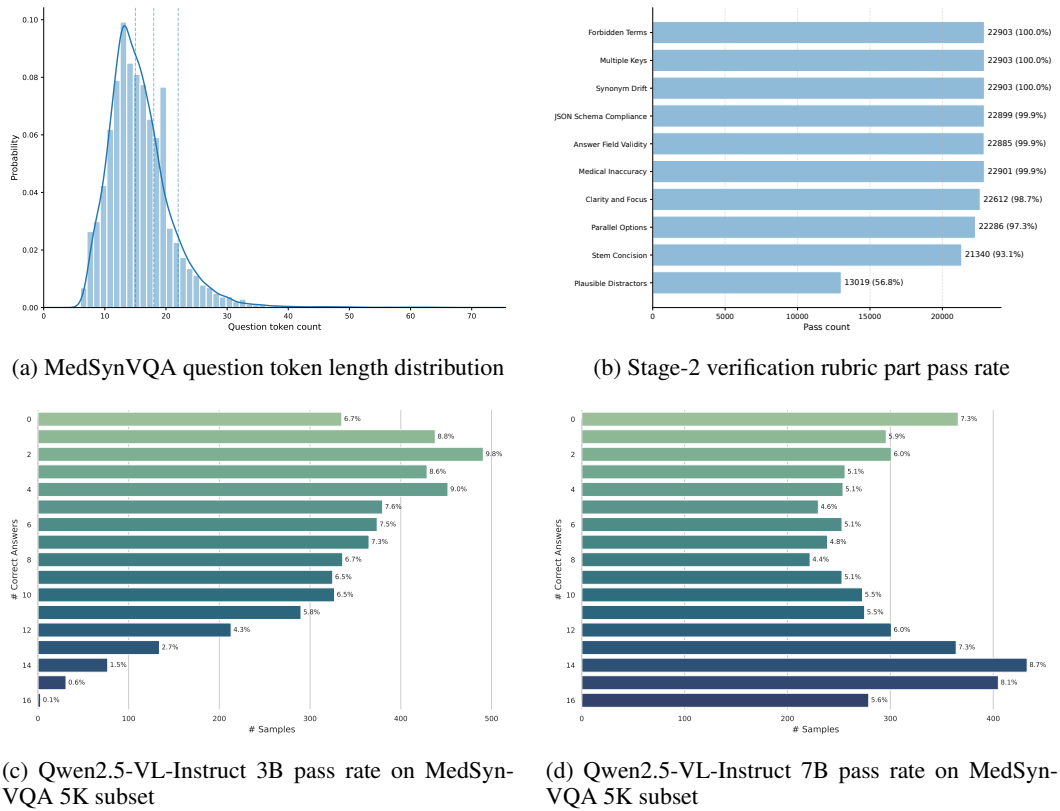 0.10
0.08
0.06
0.04
0.02
0.00
Probability
0 10 20 30 40 50 60 70
Question token count
Forbidden Terms 22903 (100.0%)
Multiple Keys 22903 (100.0%)
Synonym Drift 22903 (100.0%)
JSON Schema Compliance 22899 (99.9%)
Answer Field Validity 22885 (99.9%)
Medical Inaccuracy 22901 (99.9%)
Clarity and Focus 22612 (98.7%)
Parallel Options 22286 (97.3%)
Stem Concision 21340 (93.1%)
Plausible Distractors 13019 (56.8%)
0 5000 10000 15000 20000
Pass count
(a) MedSynVQA question token length distribution
(b) Stage-2 verification rubric part pass rate
0 6.7%
8.8%
2 9.8%
8.6%
4 9.0%
7.6%
6 7.5%
7.3%
8 6.7%
6.5%
10 6.5%
5.8%
12 4.3%
2.7%
14 1.5%
0.6%
16 0.1%
# Correct Answers
0 100 200 300 400 500
# Samples
0 7.3%
5.9%
2 6.0%
5.1%
4 5.1%
4.6%
6 5.1%
4.8%
8 4.4%
5.1%
10 5.5%
5.5%
12 6.0%
7.3%
14 8.7%
8.1%
16 5.6%
# Correct Answers
0 100 200 300 400
# Samples
(c) Qwen2.5-VL-Instruct 3B pass rate on MedSyn-
VQA 5K subset
(d) Qwen2.5-VL-Instruct 7B pass rate on MedSyn-
VQA 5K subset